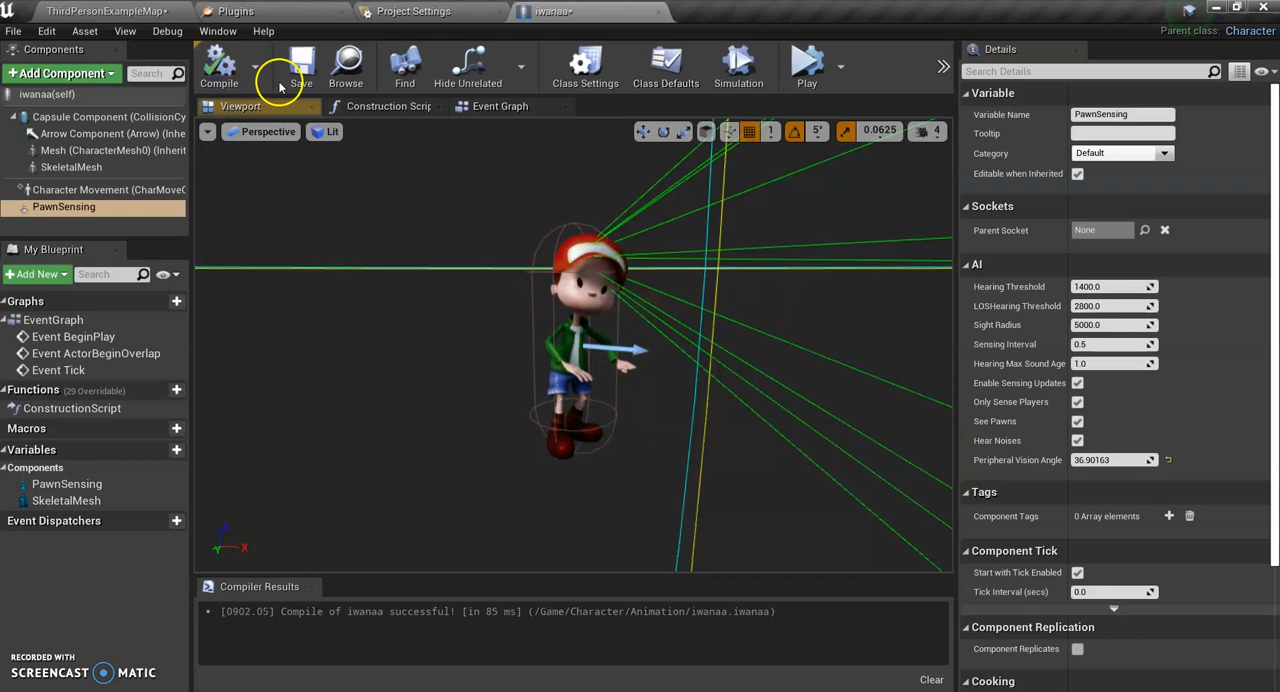 ThirdPersonExampleMap•
Plugins
Project Settings
iwanaa•
File Edit Asset View Debug Window Help
Parent class: Character
Components
+Add Component
Search
iwanaa(self)
Capsule Component (CollisionCy
Arrow Component (Arrow) (Inhe
Mesh (CharacterMesh0) (Inherit
SkeletalMesh
Character Movement (CharMoveC
PawnSensing
My Blueprint
+Add New
Search
Graphs
EventGraph
Event BeginPlay
Event ActorBeginOverlap
Event Tick
Functions (29 Overridable)
ConstructionScript
Macros
Variables
Components
PawnSensing
SkeletalMesh
Event Dispatchers
RECORDED WITH
SCREENCAST MATIC
Compile Save Browse Find Hide Unrelated Class Settings Class Defaults Simulation Play
Viewport Construction Scrip Event Graph
Perspective Lit
1 5° 0.0625 4
Z
Y X
Compiler Results
[0902.05] Compile of iwanaa successful! [in 85 ms] (/Game/Character/Animation/iwanaa.iwanaa)
Clear
Details
Search Details
Variable
Variable Name PawnSensing
Tooltip
Category Default
Editable when Inherited
Sockets
Parent Socket None
AI
Hearing Threshold 1400.0
LOSHearing Threshold 2800.0
Sight Radius 5000.0
Sensing Interval 0.5
Hearing Max Sound Age 1.0
Enable Sensing Updates
Only Sense Players
See Pawns
Hear Noises
Peripheral Vision Angle 36.90163
Tags
Component Tags 0 Array elements
Component Tick
Start with Tick Enabled
Tick Interval (secs) 0.0
Component Replication
Component Replicates
Cooking